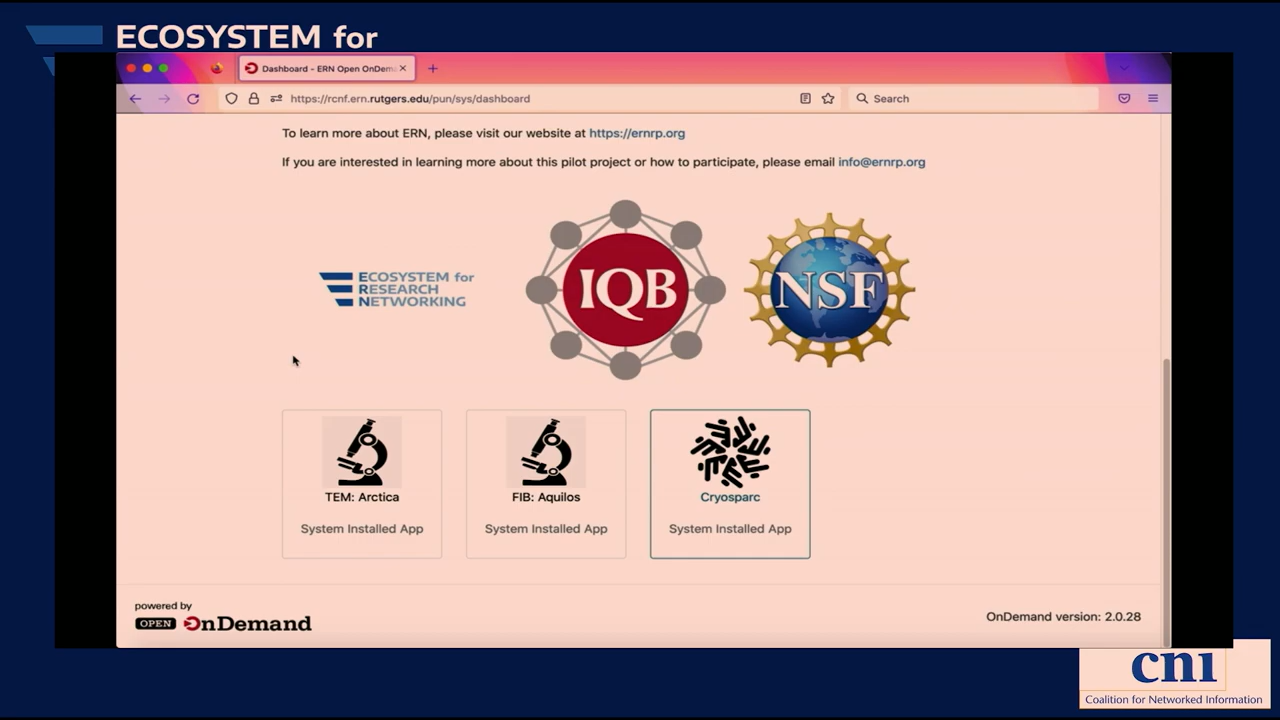 ECOSYSTEM for
Dashboard - ERN Open OnDem
https://rcnf.ern.rutgers.edu/pun/sys/dashboard
Search
To learn more about ERN, please visit our website at https://ernrp.org
If you are interested in learning more about this pilot project or how to participate, please email info@ernrp.org
ECOSYSTEM for
RESEARCH
NETWORKING
IQB
NSF
TEM: Arctica
FIB: Aquilos
Cryosparc
System Installed App
System Installed App
System Installed App
powered by
OPEN OnDemand
OnDemand version: 2.0.28
cni
Coalition for Networked Information